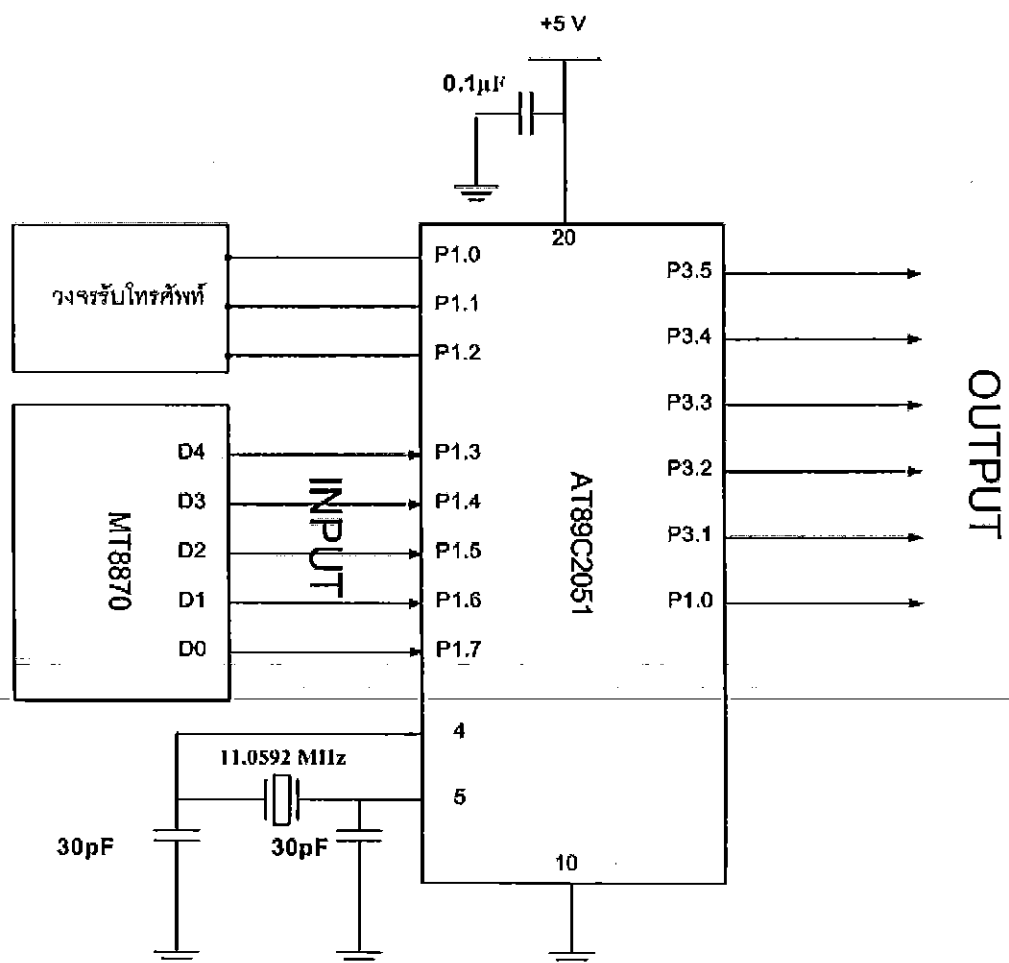 +5 V
0.1µF
20
วงจรรับโทรศัพท์
P1.0
P1.1
P1.2
P1.3
P1.4
P1.5
P1.6
P1.7
4
5
10
D4
D3
D2
D1
D0
MT8870
INPUT
AT89C2051
P3.5
P3.4
P3.3
P3.2
P3.1
P1.0
OUTPUT
11.0592 MHz
30pF
30pF